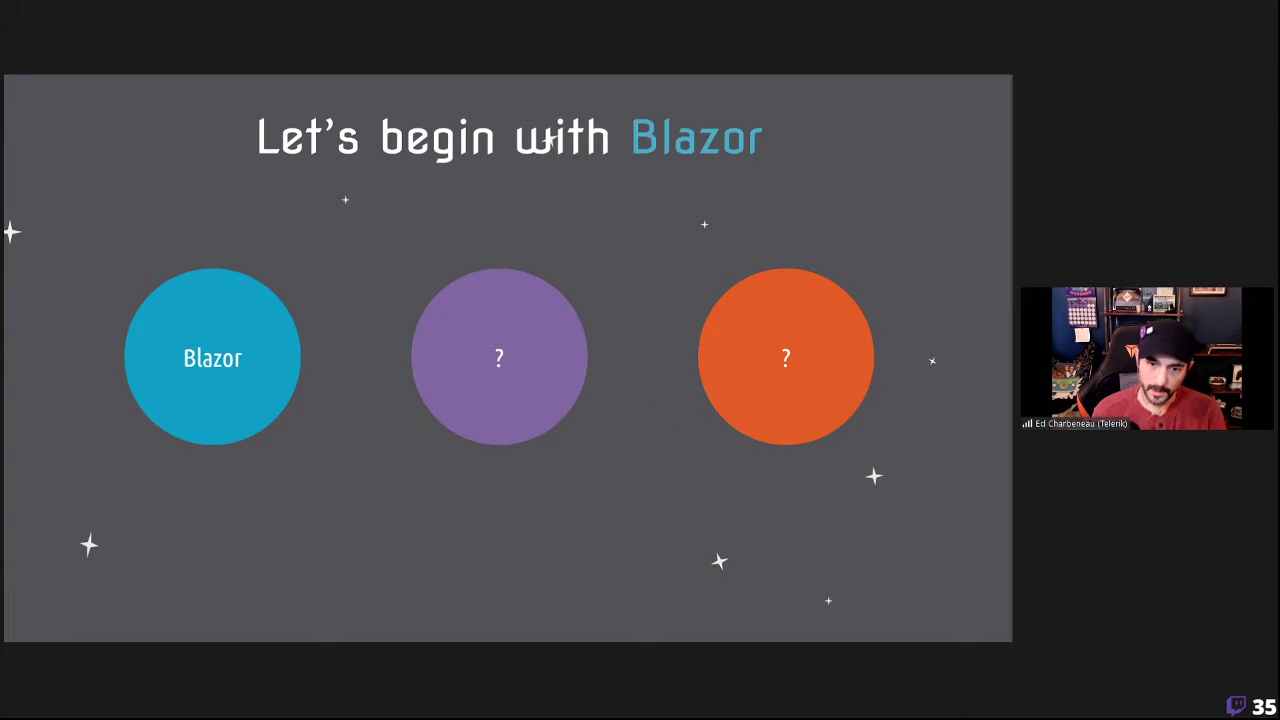 Let's begin with Blazor
Blazor
?
?
Ed Charbeneau (Telerik)
35